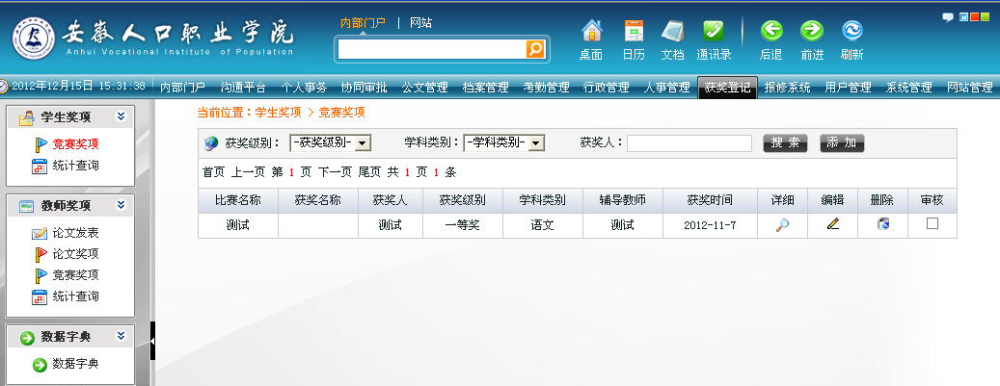 安徽人口职业学院
Anhui Vocational Institute of Population
内部门户 | 网站
桌面 日历 文档 通讯录 后退 前进 刷新
2012年12月15日 15:31:38 内部门户 沟通平台 个人事务 协同审批 公文管理 档案管理 考勤管理 行政管理 人事管理 获奖登记 报修系统 用户管理 系统管理 网站管理
学生奖项
竞赛奖项
统计查询
教师奖项
论文发表
论文奖项
竞赛奖项
统计查询
数据字典
数据字典
当前位置：学生奖项 > 竞赛奖项
获奖级别： -获奖级别- 学科类别： -学科类别- 获奖人： 搜 索 添 加
首页 上一页 第 1 页 下一页 尾页 共 1 页 1 条
比赛名称 获奖名称 获奖人 获奖级别 学科类别 辅导教师 获奖时间 详细 编辑 删除 审核
测试 测试 一等奖 语文 测试 2012-11-7